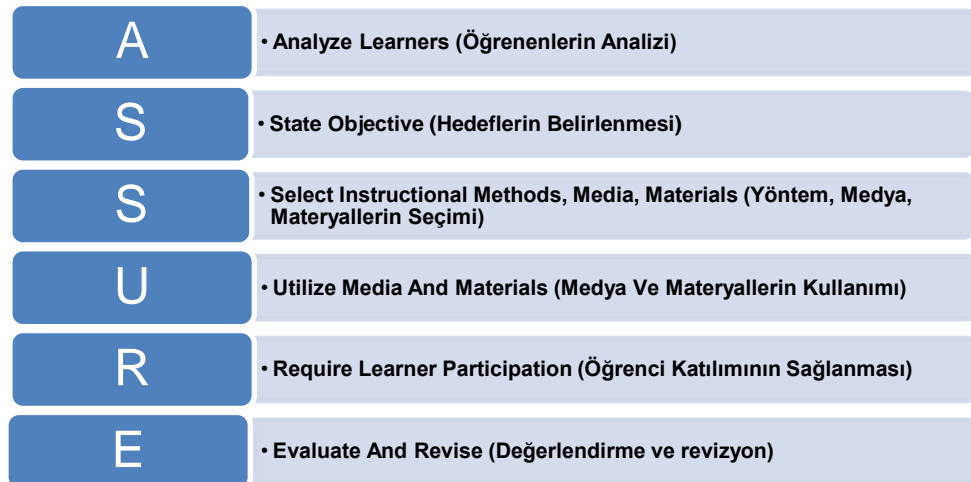 A
• Analyze Learners (Öğrenenlerin Analizi)
S
• State Objective (Hedeflerin Belirlenmesi)
S
• Select Instructional Methods, Media, Materials (Yöntem, Medya,
Materyallerin Seçimi)
U
• Utilize Media And Materials (Medya Ve Materyallerin Kullanımı)
R
• Require Learner Participation (Öğrenci Katılımının Sağlanması)
E
• Evaluate And Revise (Değerlendirme ve revizyon)